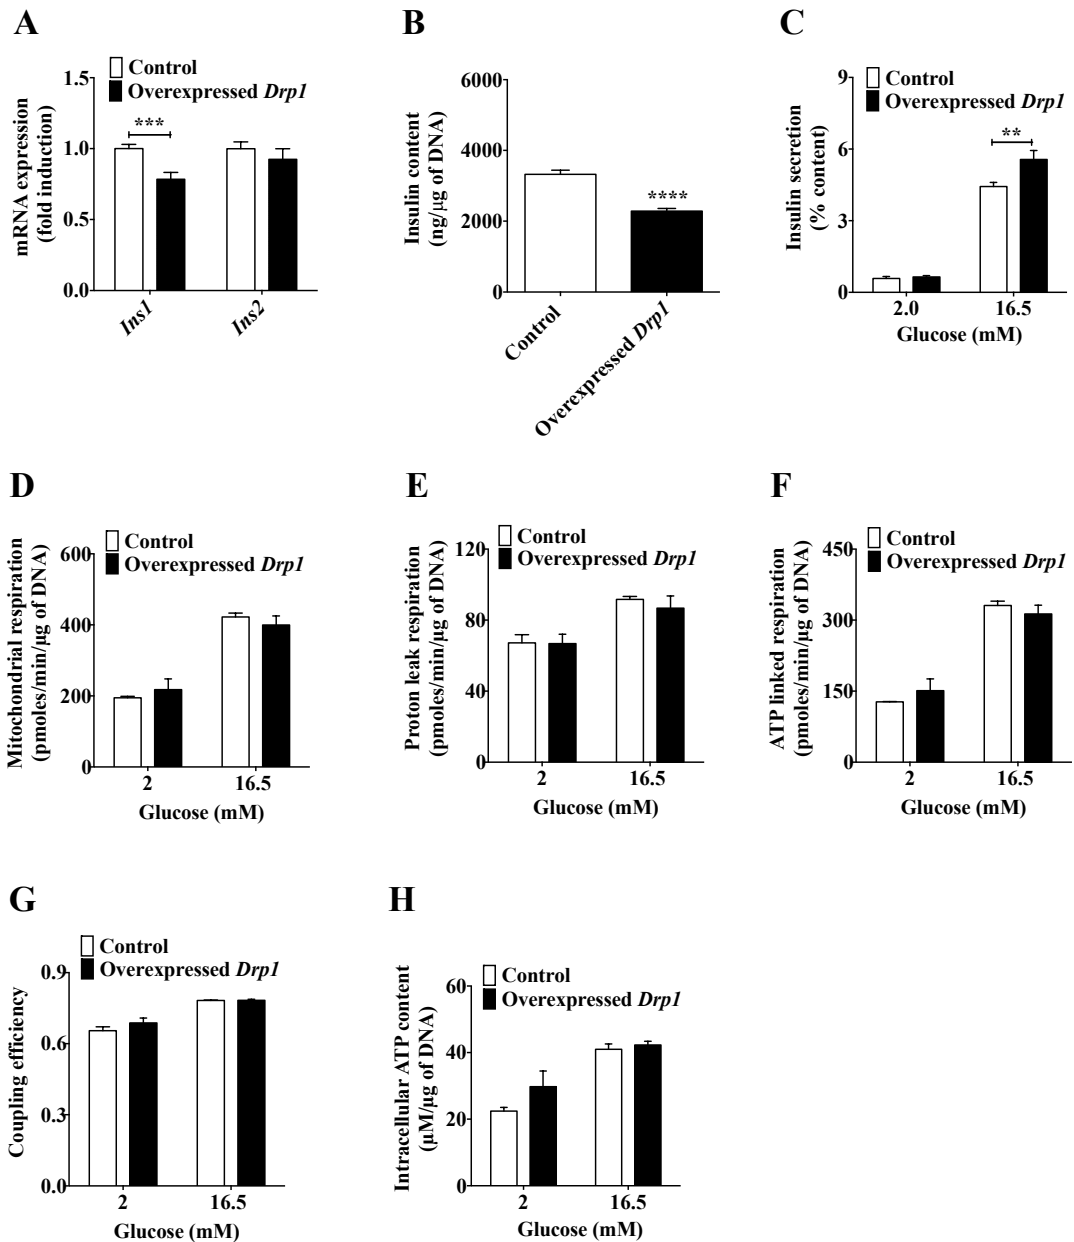 A
Control
Overexpressed Drp1
mRNA expression
(fold induction)
1.5
1.0
0.5
0.0
***
Ins1
Ins2
B
Insulin content
(ng/µg of DNA)
6000
4000
2000
0
****
Control
Overexpressed Drp1
C
Control
Overexpressed Drp1
Insulin secretion
(% content)
9
6
3
0
**
2.0
16.5
Glucose (mM)
D
Control
Overexpressed Drp1
Mitochondrial respiration
(pmoles/min/µg of DNA)
600
400
200
0
2
16.5
Glucose (mM)
E
Control
Overexpressed Drp1
Proton leak respiration
(pmoles/min/µg of DNA)
120
80
40
0
2
16.5
Glucose (mM)
F
Control
Overexpressed Drp1
ATP linked respiration
(pmoles/min/µg of DNA)
450
300
150
0
2
16.5
Glucose (mM)
G
Control
Overexpressed Drp1
Coupling efficiency
0.9
0.6
0.3
0.0
2
16.5
Glucose (mM)
H
Control
Overexpressed Drp1
Intracellular ATP content
(µM/µg of DNA)
60
40
20
0
2
16.5
Glucose (mM)